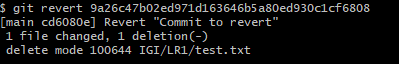 $ git revert 9a26c47b02ed971d163646b5a80ed930c1cf6808
[main cd6080e] Revert "Commit to revert"
 1 file changed, 1 deletion(-)
 delete mode 100644 IGI/LR1/test.txt